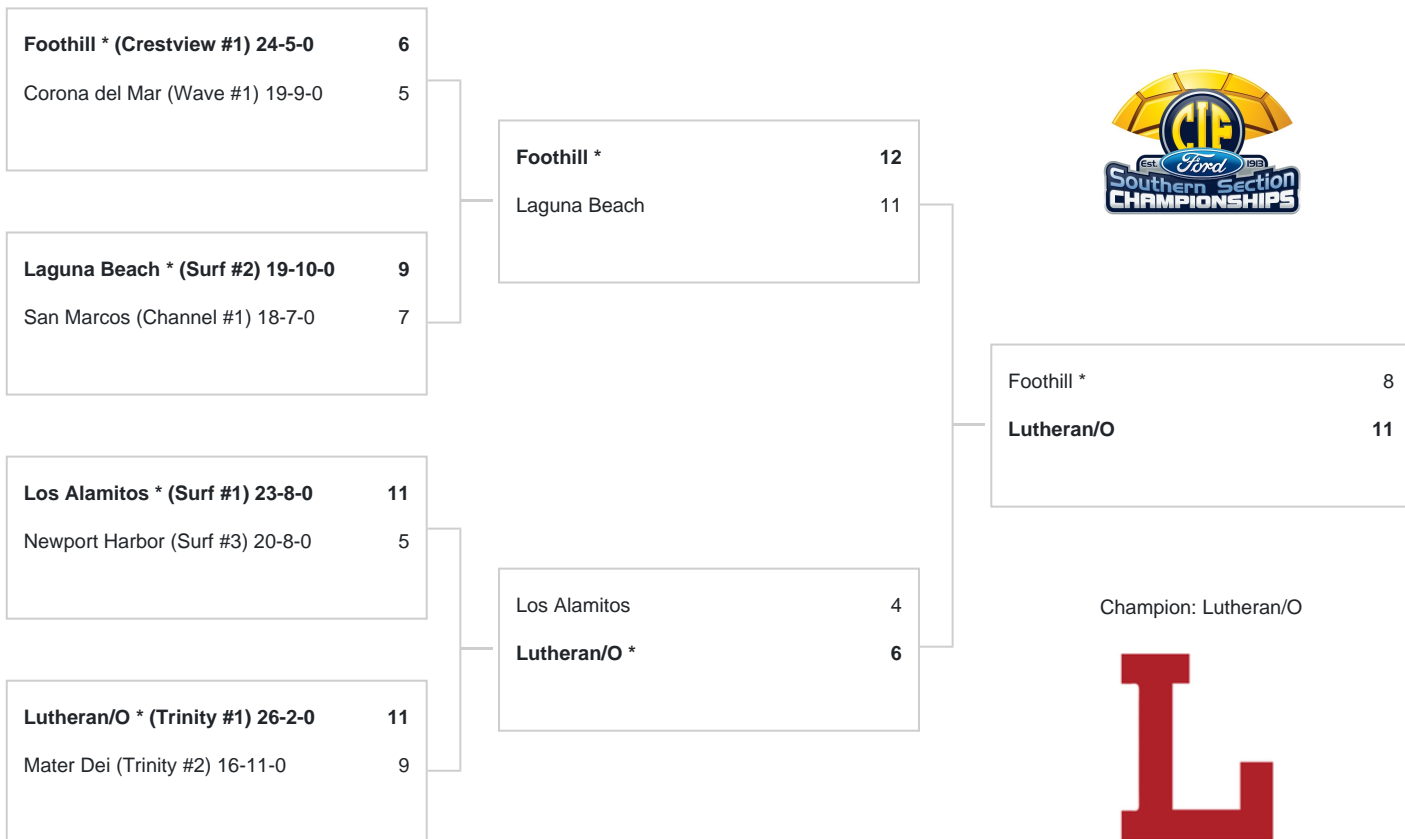 Foothill * (Crestview #1) 24-5-0 6
Corona del Mar (Wave #1) 19-9-0 5
Laguna Beach * (Surf #2) 19-10-0 9
San Marcos (Channel #1) 18-7-0 7
Los Alamitos * (Surf #1) 23-8-0 11
Newport Harbor (Surf #3) 20-8-0 5
Lutheran/O * (Trinity #1) 26-2-0 11
Mater Dei (Trinity #2) 16-11-0 9
Foothill * 12
Laguna Beach 11
Los Alamitos 4
Lutheran/O * 6
CIF
Est. Ford 1913
Southern Section
CHAMPIONSHIPS
Foothill * 8
Lutheran/O 11
Champion: Lutheran/O
L